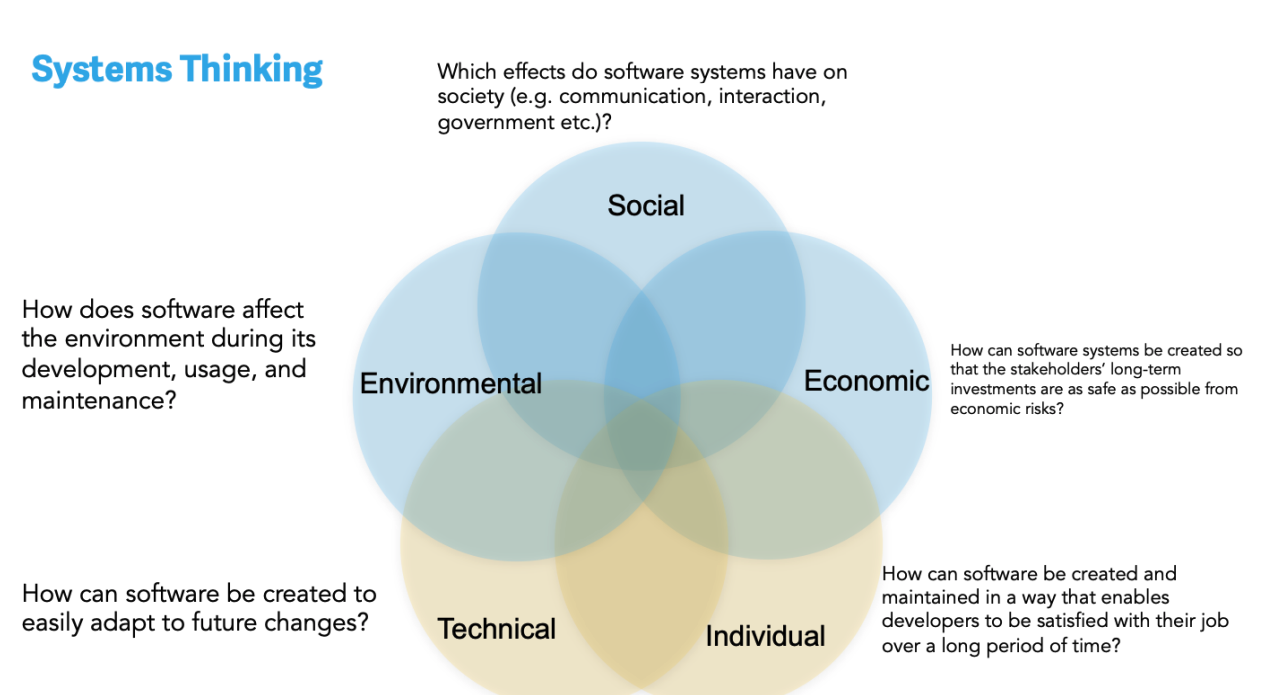 Systems Thinking
Which effects do software systems have on
society (e.g. communication, interaction,
government etc.)?
Social
How does software affect
the environment during its
development, usage, and
maintenance?
Environmental
Economic
How can software systems be created so
that the stakeholders’ long-term
investments are as safe as possible from
economic risks?
How can software be created to
easily adapt to future changes?
Technical
Individual
How can software be created and
maintained in a way that enables
developers to be satisfied with their job
over a long period of time?